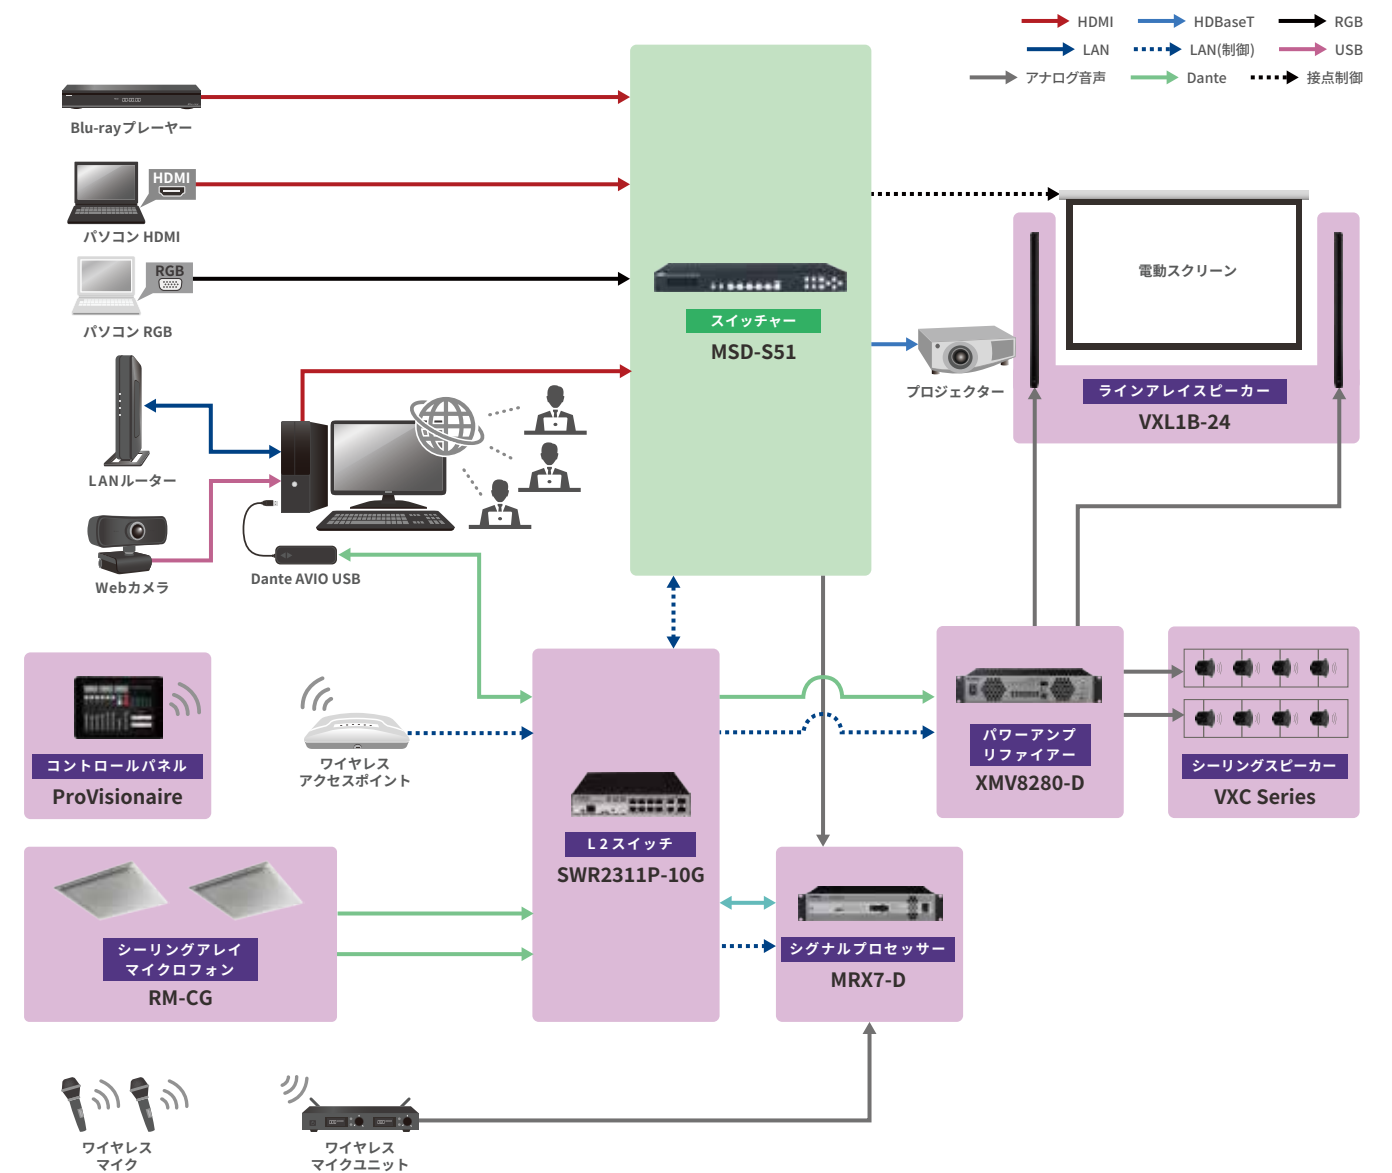 HDMI
HDBaseT
RGB
LAN
LAN(制御)
USB
アナログ音声
Dante
接点制御
Blu-rayプレーヤー
HDMI
パソコン HDMI
RGB
パソコン RGB
スイッチャー
MSD-S51
電動スクリーン
プロジェクター
ラインアレイスピーカー
VXL1B-24
LANルーター
Webカメラ
Dante AVIO USB
コントロールパネル
ProVisionaire
ワイヤレス
アクセスポイント
L2スイッチ
SWR2311P-10G
パワーアンプ
リファイアー
XMV8280-D
シーリングスピーカー
VXC Series
シーリングアレイ
マイクロフォン
RM-CG
シグナルプロセッサー
MRX7-D
ワイヤレス
マイク
ワイヤレス
マイクユニット